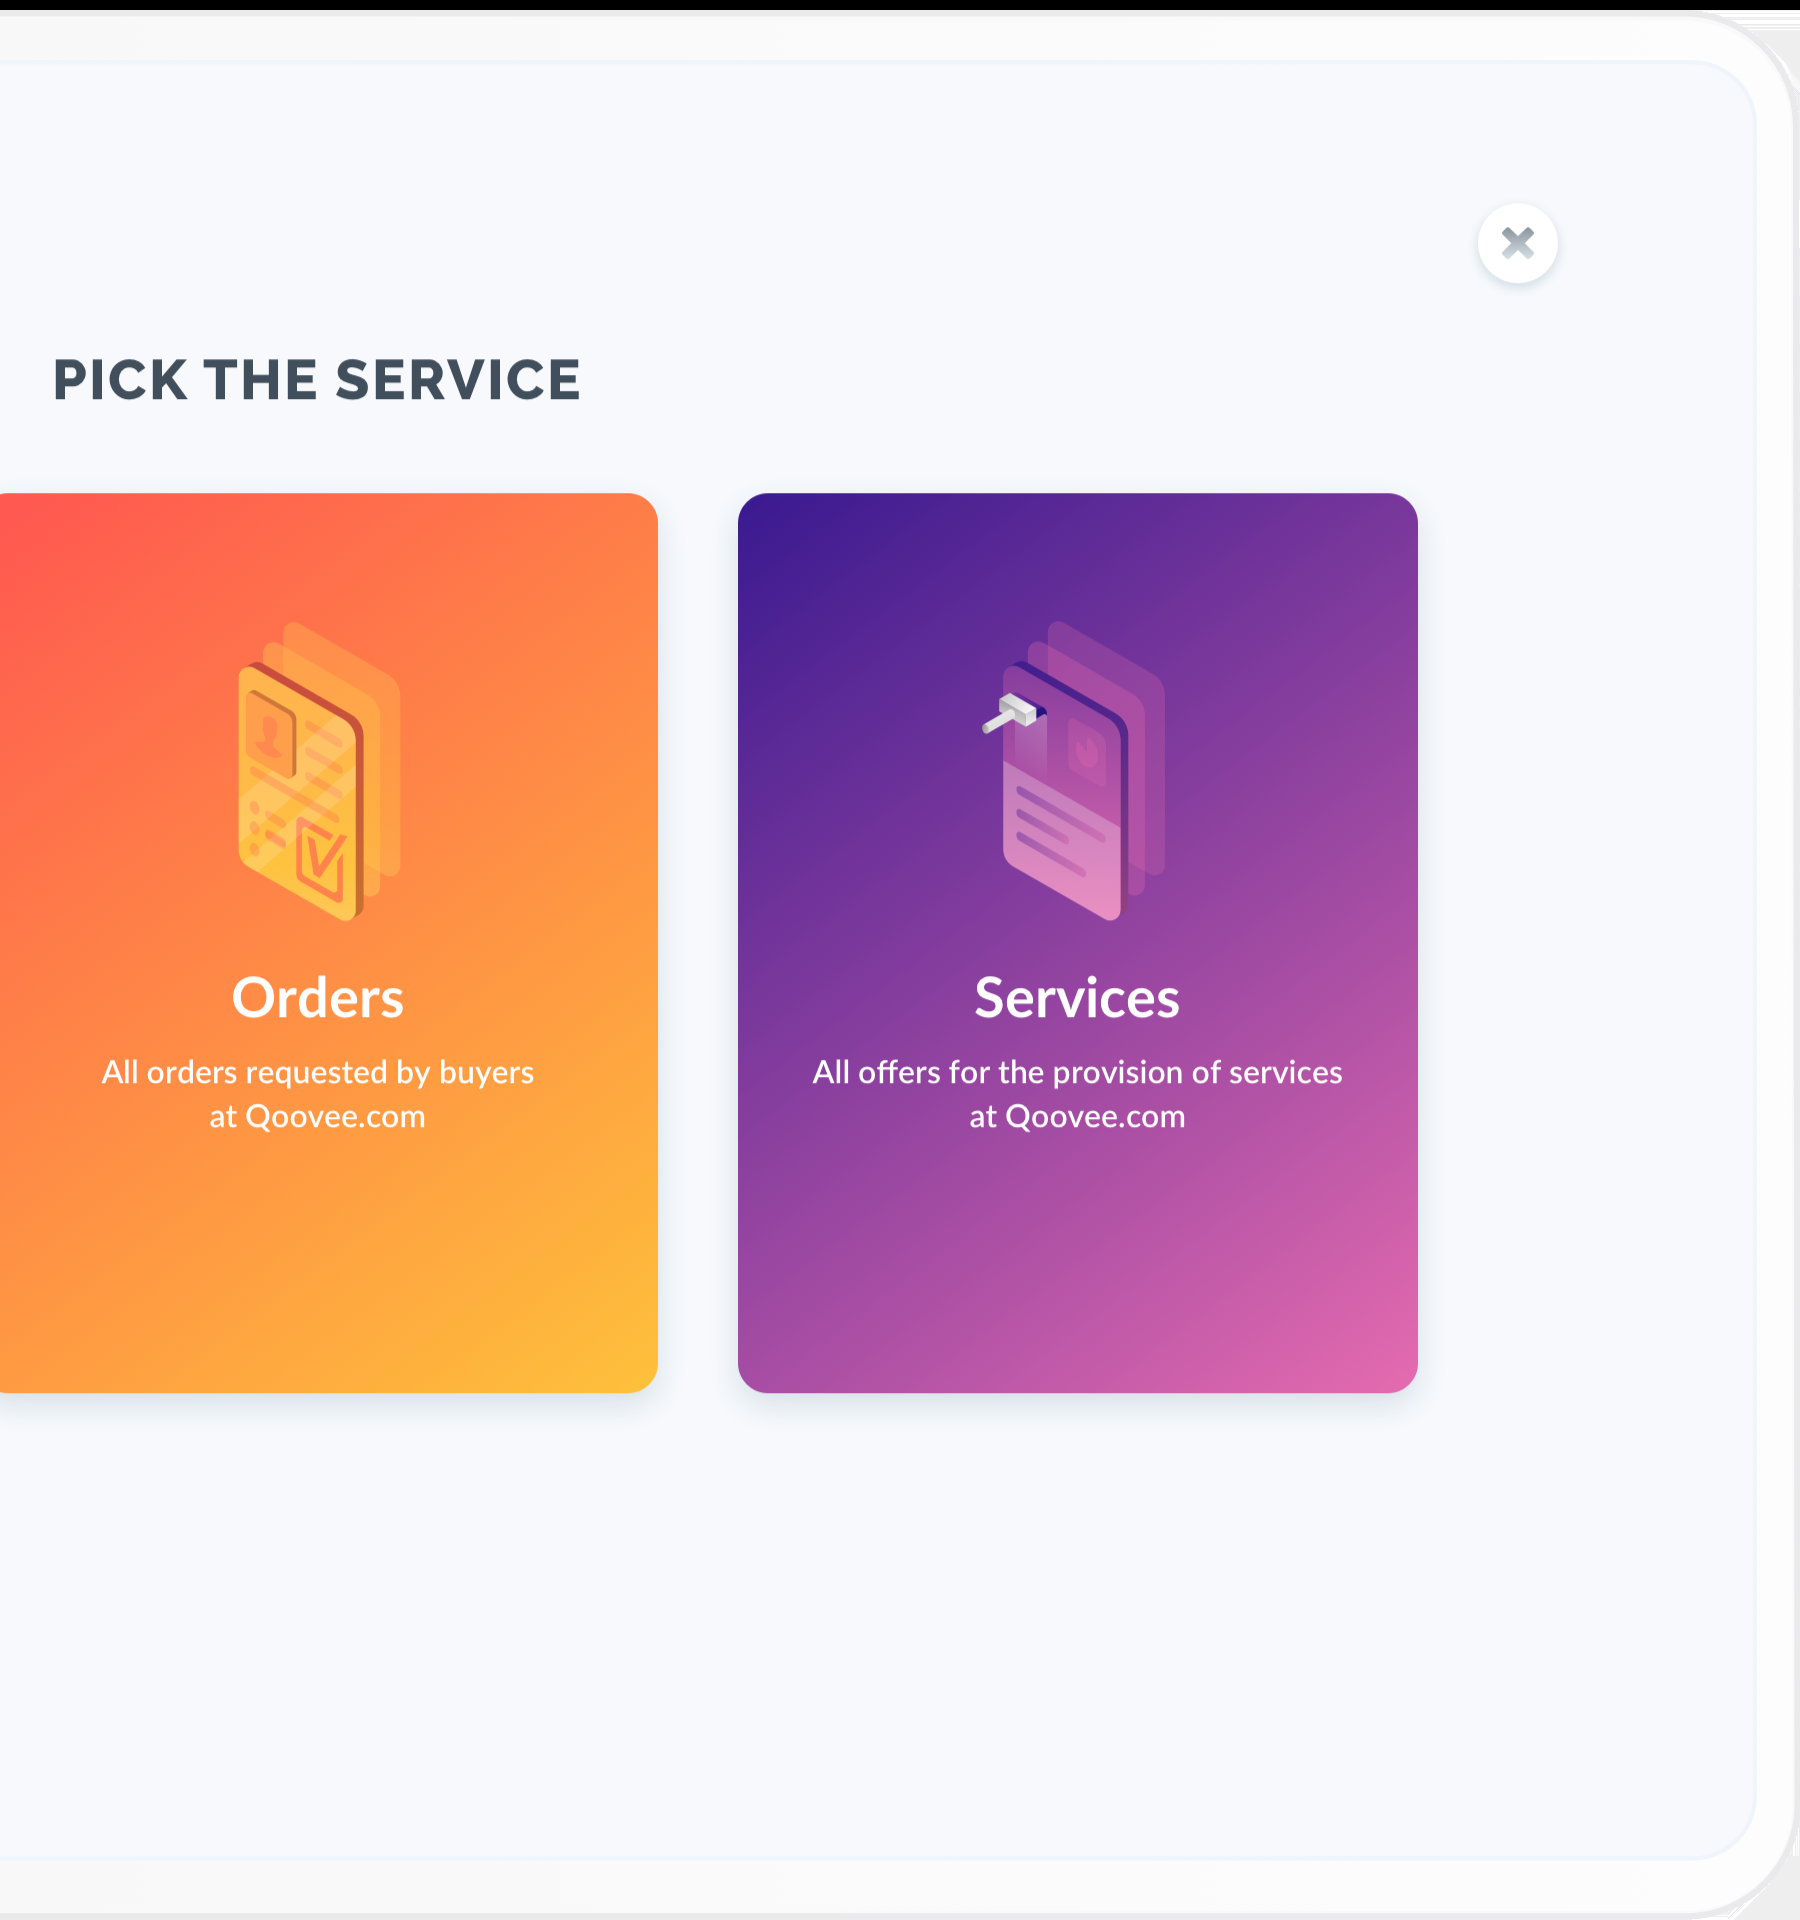 PICK THE SERVICE
Orders
All orders requested by buyers
at Qoovee.com
Services
All offers for the provision of services
at Qoovee.com